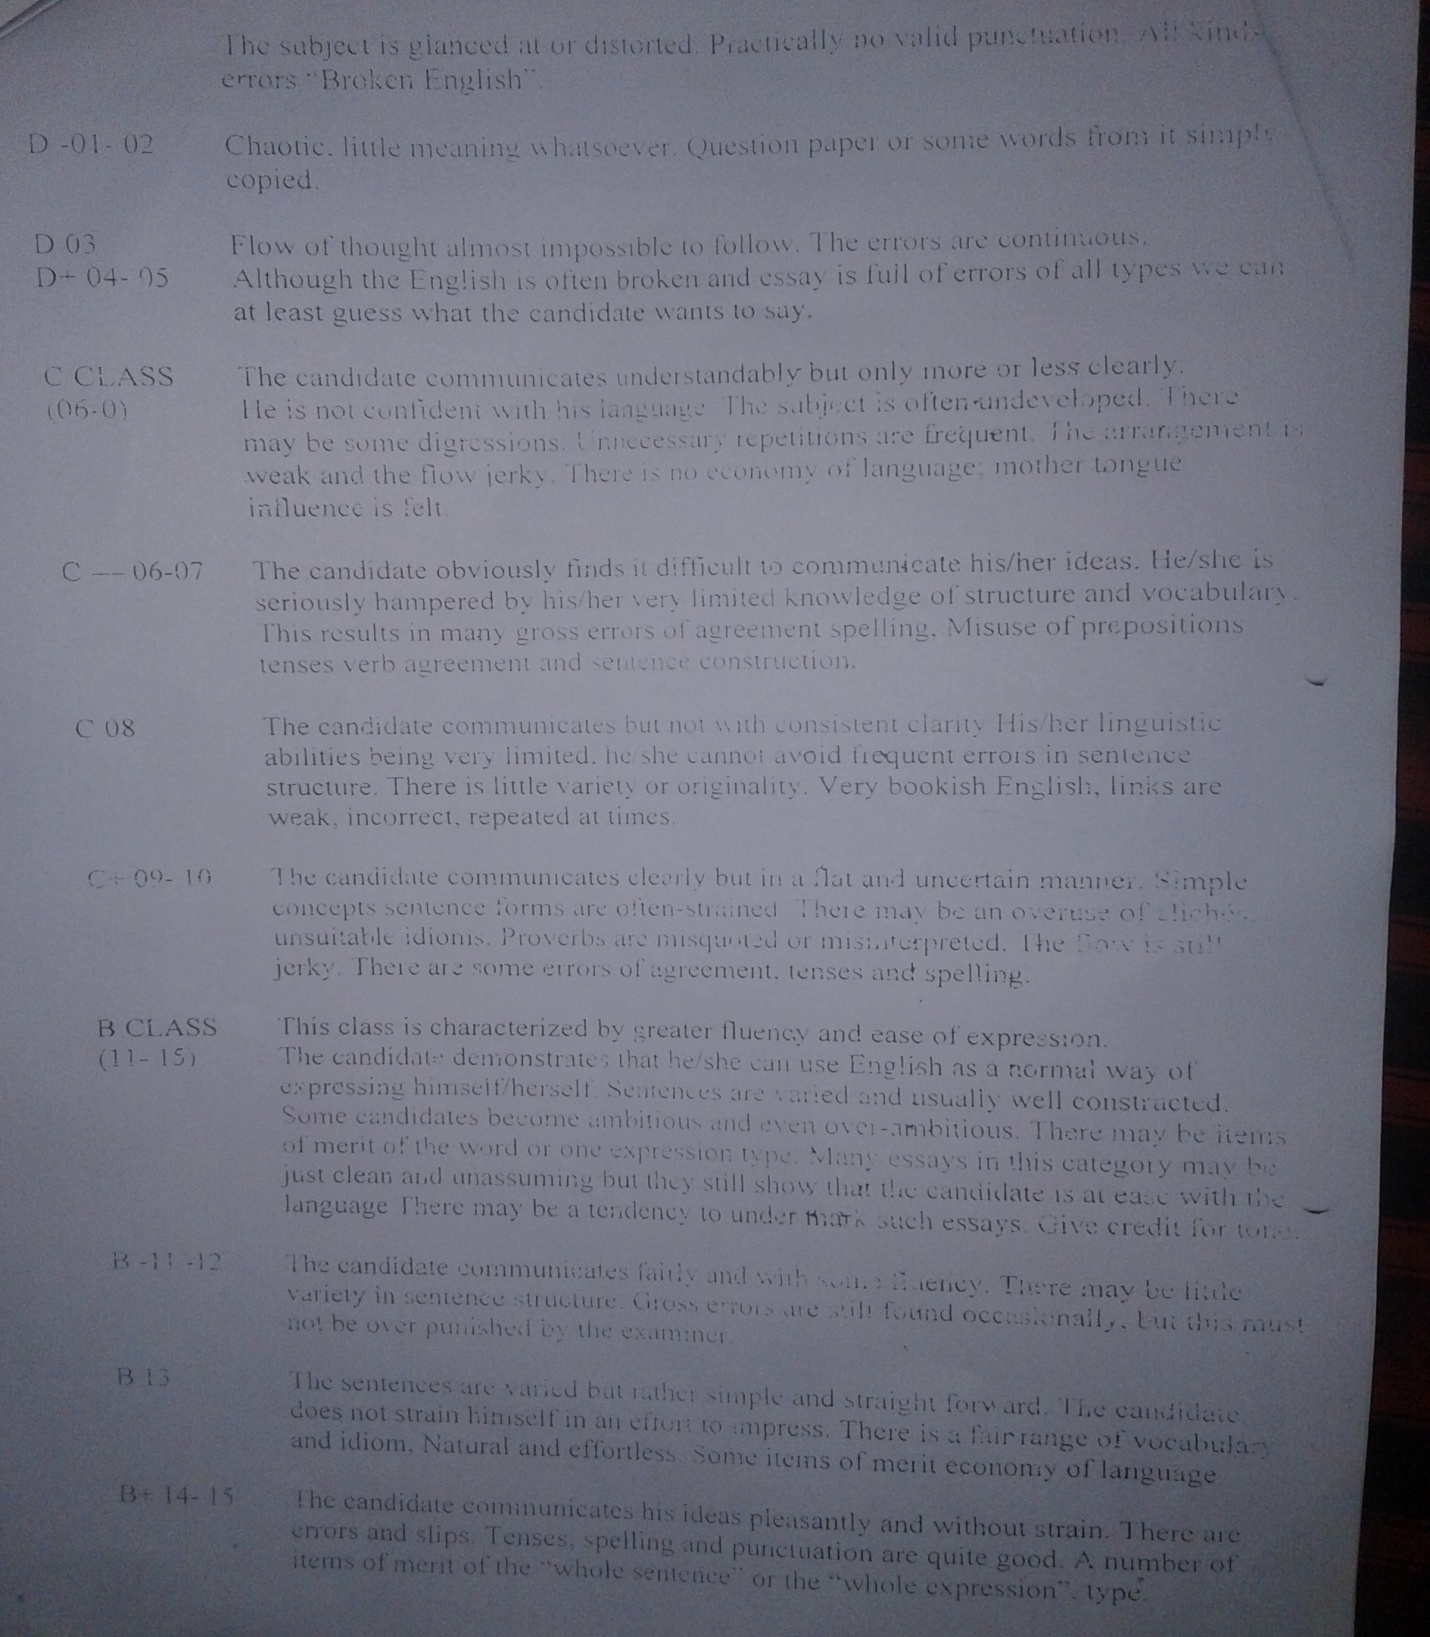 The subject is glanced at or distorted. Practically no valid punctuation. All kinds
errors “Broken English”.
D -01- 02 Chaotic, little meaning whatsoever. Question paper or some words from it simply
copied.
D 03 Flow of thought almost impossible to follow. The errors are continuous.
D+ 04- 05 Although the English is often broken and essay is full of errors of all types we can
at least guess what the candidate wants to say.
C CLASS The candidate communicates understandably but only more or less clearly.
(06-0) He is not confident with his language. The subject is often undeveloped. There
may be some digressions. Unnecessary repetitions are frequent. The arrangement is
weak and the flow jerky. There is no economy of language; mother tongue
influence is felt.
C — 06-07 The candidate obviously finds it difficult to communicate his/her ideas. He/she is
seriously hampered by his/her very limited knowledge of structure and vocabulary.
This results in many gross errors of agreement spelling, Misuse of prepositions
tenses verb agreement and sentence construction.
C 08 The candidate communicates but not with consistent clarity His/her linguistic
abilities being very limited, he/she cannot avoid frequent errors in sentence
structure. There is little variety or originality. Very bookish English, links are
weak, incorrect, repeated at times.
C+ 09- 10 The candidate communicates clearly but in a flat and uncertain manner. Simple
concepts sentence forms are often-strained. There may be an overuse of clichés,
unsuitable idioms. Proverbs are misquoted or misinterpreted. The flow is still
jerky. There are some errors of agreement, tenses and spelling.
B CLASS This class is characterized by greater fluency and ease of expression.
(11- 15) The candidate demonstrates that he/she can use English as a normal way of
expressing himself/herself. Sentences are varied and usually well constructed.
Some candidates become ambitious and even over-ambitious. There may be items
of merit of the word or one expression type. Many essays in this category may be
just clean and unassuming but they still show that the candidate is at ease with the
language There may be a tendency to under mark such essays. Give credit for tone.
B -11 -12 The candidate communicates faitly and with some fluency. There may be little
variety in sentence structure. Gross errors are still found occasionally, but this must
not be over punished by the examiner.
B 13 The sentences are varied but rather simple and straight forward. The candidate
does not strain himself in an effort to impress. There is a fair range of vocabulary
and idiom. Natural and effortless. Some items of merit economy of language
B+ 14- 15 The candidate communicates his ideas pleasantly and without strain. There are
errors and slips. Tenses, spelling and punctuation are quite good. A number of
items of merit of the “whole sentence” or the “whole expression”. type.